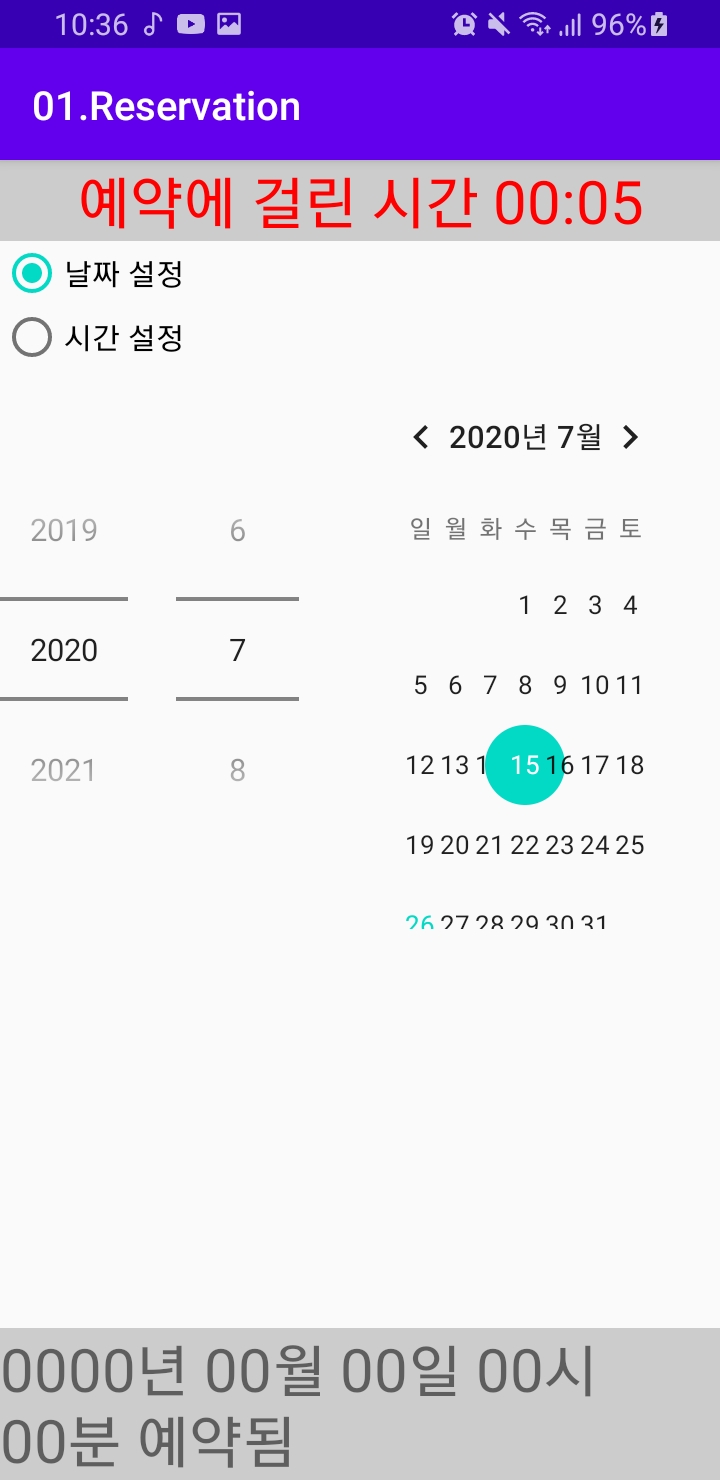 10:36 96%
01.Reservation
예약에 걸린 시간 00:05
날짜 설정
시간 설정
2020년 7월
2019 6
2020 7
2021 8
일 월 화 수 목 금 토
1 2 3 4
5 6 7 8 9 10 11
12 13 1 15 16 17 18
19 20 21 22 23 24 25
26 27 28 29 30 31
0000년 00월 00일 00시
00분 예약됨